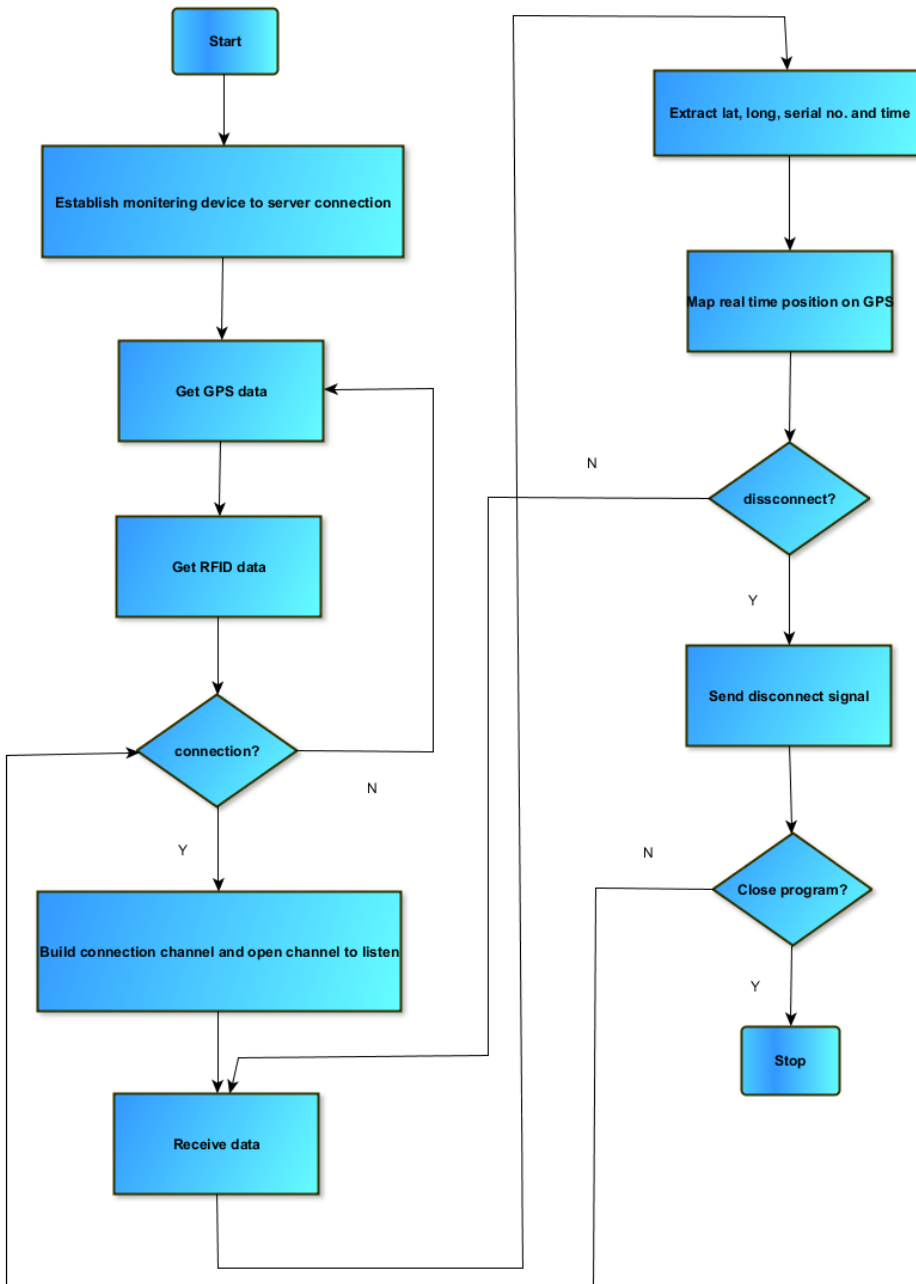 Start
Establish monitering device to server connection
Get GPS data
Get RFID data
connection?
N
Y
Build connection channel and open channel to listen
Receive data
Extract lat, long, serial no. and time
Map real time position on GPS
N
dissconnect?
Y
Send disconnect signal
N
Close program?
Y
Stop